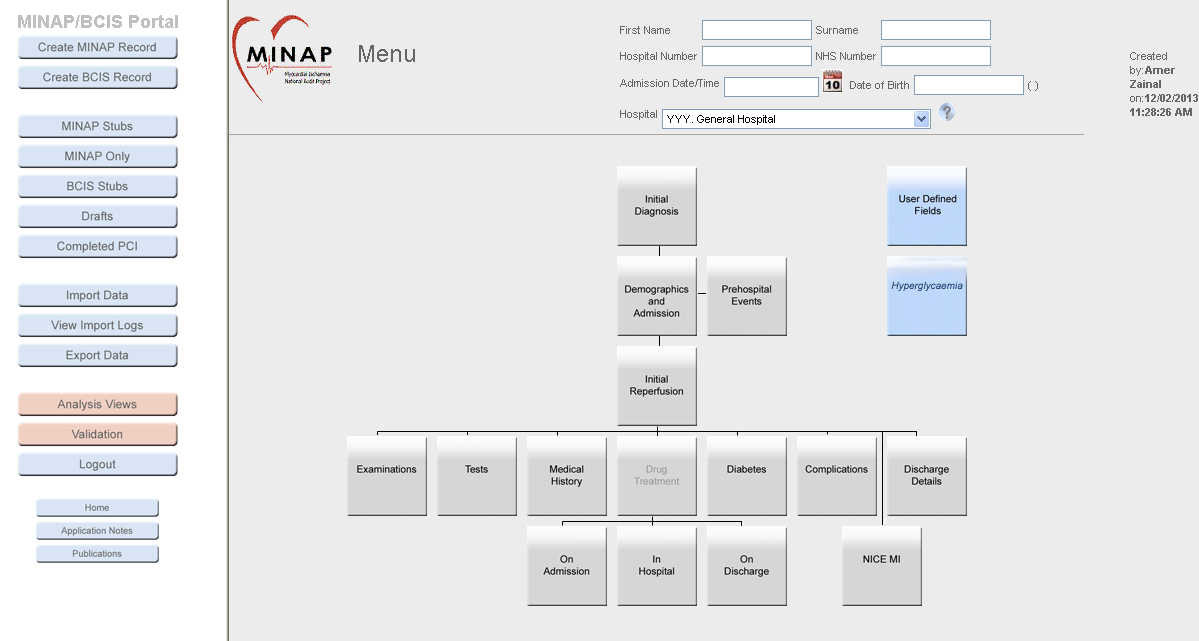 MINAP/BCIS Portal
Create MINAP Record
Create BCIS Record
MINAP Stubs
MINAP Only
BCIS Stubs
Drafts
Completed PCI
Import Data
View Import Logs
Export Data
Analysis Views
Validation
Logout
Home
Application Notes
Publications
MINAP
Myocardial Ischaemia
National Audit Project
Menu
First Name
Surname
Hospital Number
NHS Number
Admission Date/Time
10
Date of Birth
( )
Hospital
YYY. General Hospital
?
Created
by:Amer
Zainal
on:12/02/2013
11:28:26 AM
Initial
Diagnosis
User Defined
Fields
Demographics
and
Admission
Prehospital
Events
Hyperglycaemia
Initial
Reperfusion
Examinations
Tests
Medical
History
Drug
Treatment
Diabetes
Complications
Discharge
Details
On
Admission
In
Hospital
On
Discharge
NICE MI